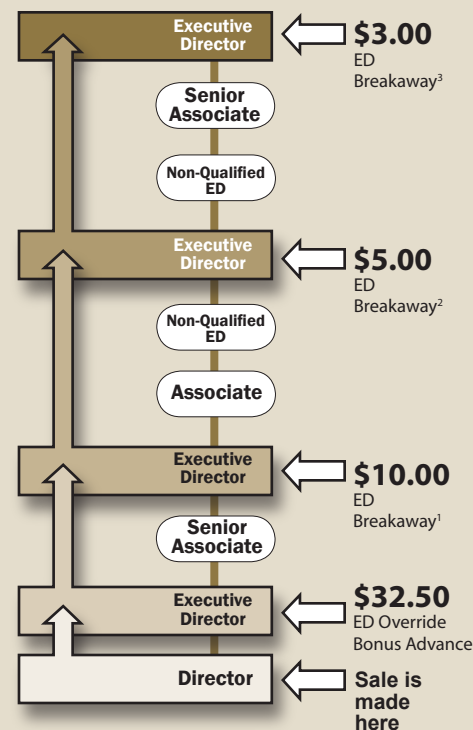 Executive
Director
$3.00
ED
Breakaway³
Senior
Associate
Non-Qualified
ED
Executive
Director
$5.00
ED
Breakaway²
Non-Qualified
ED
Associate
Executive
Director
$10.00
ED
Breakaway¹
Senior
Associate
Executive
Director
$32.50
ED Override
Bonus Advance
Director
Sale is
made
here